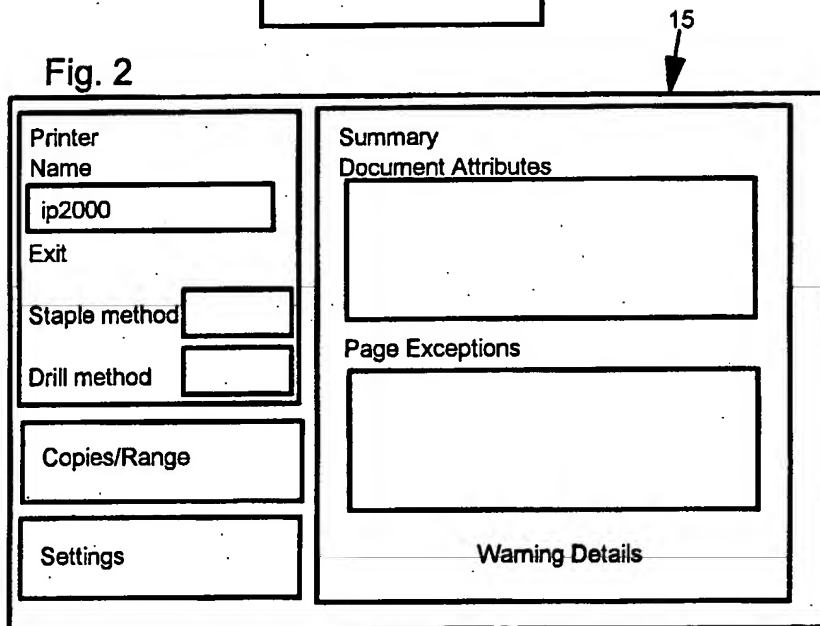 15
Fig. 2
Printer
Name
ip2000
Exit
Staple method
Drill method
Copies/Range
Settings
Summary
Document Attributes
Page Exceptions
Warning Details